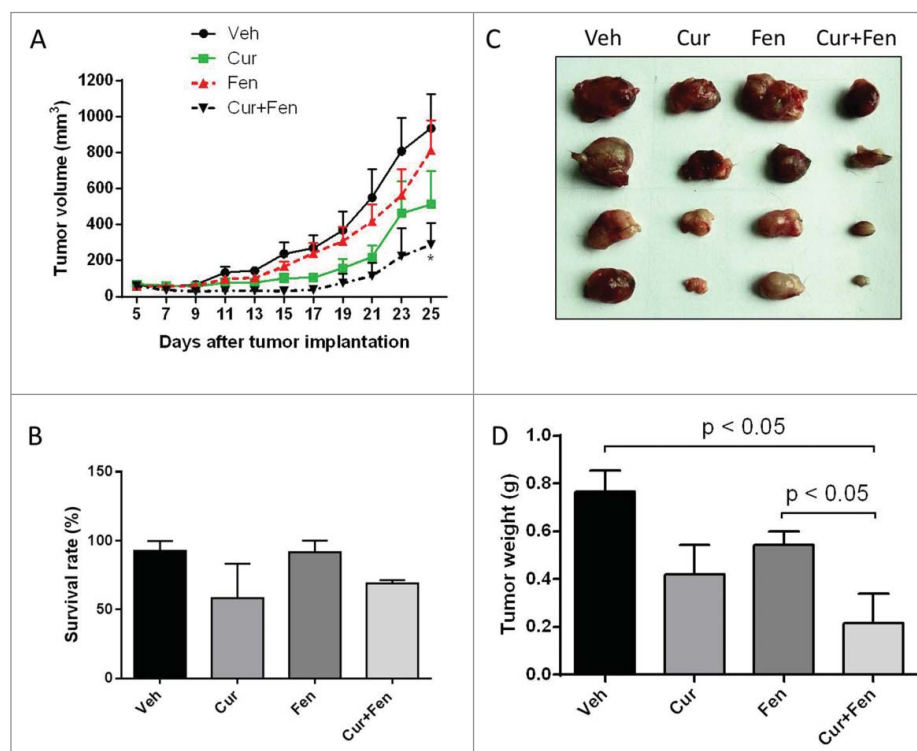 A
Veh
Cur
Fen
Cur+Fen
Tumor volume (mm³)
1200
1000
800
600
400
200
0
*
5 7 9 11 13 15 17 19 21 23 25
Days after tumor implantation
C
Veh Cur Fen Cur+Fen
B
Survival rate (%)
150
100
50
0
Veh Cur Fen Cur+Fen
D
Tumor weight (g)
1.0
0.8
0.6
0.4
0.2
0.0
p < 0.05
p < 0.05
Veh Cur Fen Cur+Fen